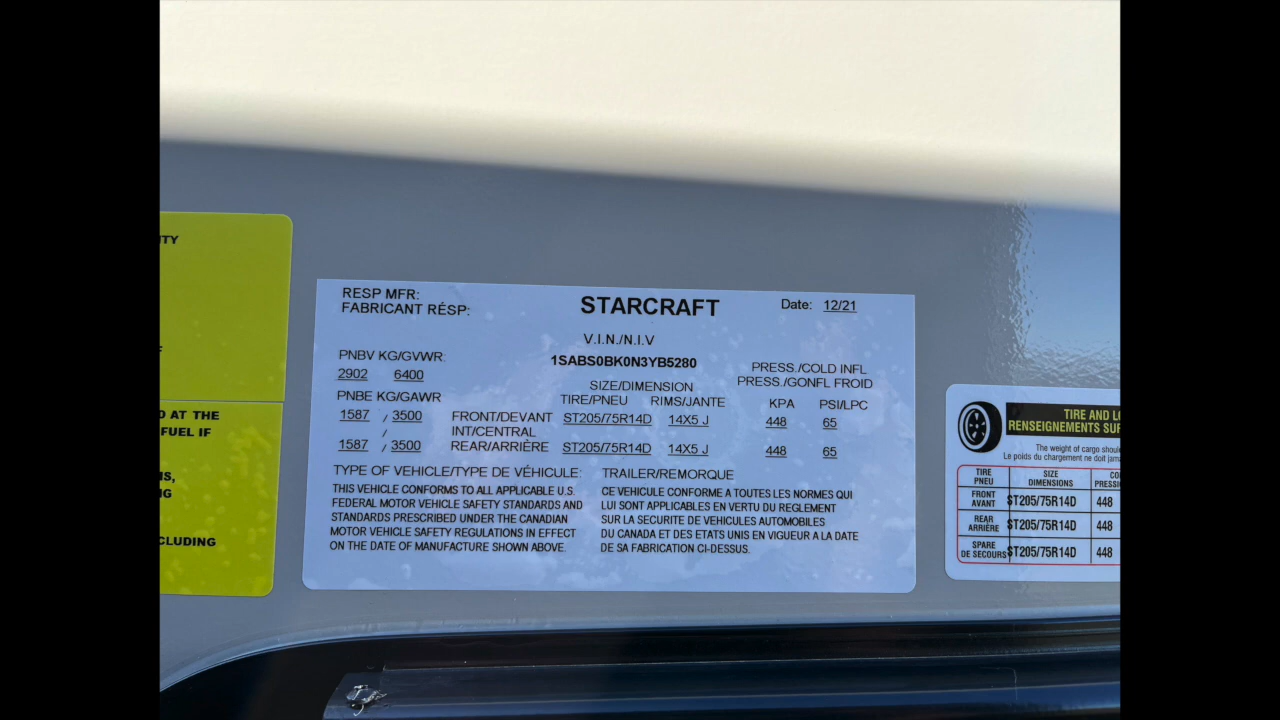 ITY
D AT THE
FUEL IF
NG
CLUDING
RESP MFR:
FABRICANT RÉSP:
STARCRAFT
Date: 12/21
V.I.N./N.I.V
1SABS0BK0N3YB5280
PNBV KG/GVWR:
2902 6400
PRESS./COLD INFL
PRESS./GONFL FROID
SIZE/DIMENSION
PNBE KG/GAWR TIRE/PNEU RIMS/JANTE KPA PSI/LPC
1587 / 3500 FRONT/DEVANT ST205/75R14D 14X5 J 448 65
/ INT/CENTRAL
1587 / 3500 REAR/ARRIÈRE ST205/75R14D 14X5 J 448 65
TYPE OF VEHICLE/TYPE DE VÉHICULE: TRAILER/REMORQUE
THIS VEHICLE CONFORMS TO ALL APPLICABLE U.S.
FEDERAL MOTOR VEHICLE SAFETY STANDARDS AND
STANDARDS PRESCRIBED UNDER THE CANADIAN
MOTOR VEHICLE SAFETY REGULATIONS IN EFFECT
ON THE DATE OF MANUFACTURE SHOWN ABOVE.
CE VEHICULE CONFORME A TOUTES LES NORMES QUI
LUI SONT APPLICABLES EN VERTU DU REGLEMENT
SUR LA SECURITE DE VEHICULES AUTOMOBILES
DU CANADA ET DES ETATS UNIS EN VIGUEUR A LA DATE
DE SA FABRICATION CI-DESSUS.
TIRE AND LO
RENSEIGNEMENTS SUR
The weight of cargo should
Le poids du chargement ne doit jama
TIRE SIZE CO
PNEU DIMENSIONS PRESSI
FRONT
AVANT ST205/75R14D 448
REAR
ARRIÈRE ST205/75R14D 448
SPARE
DE SECOURS ST205/75R14D 448